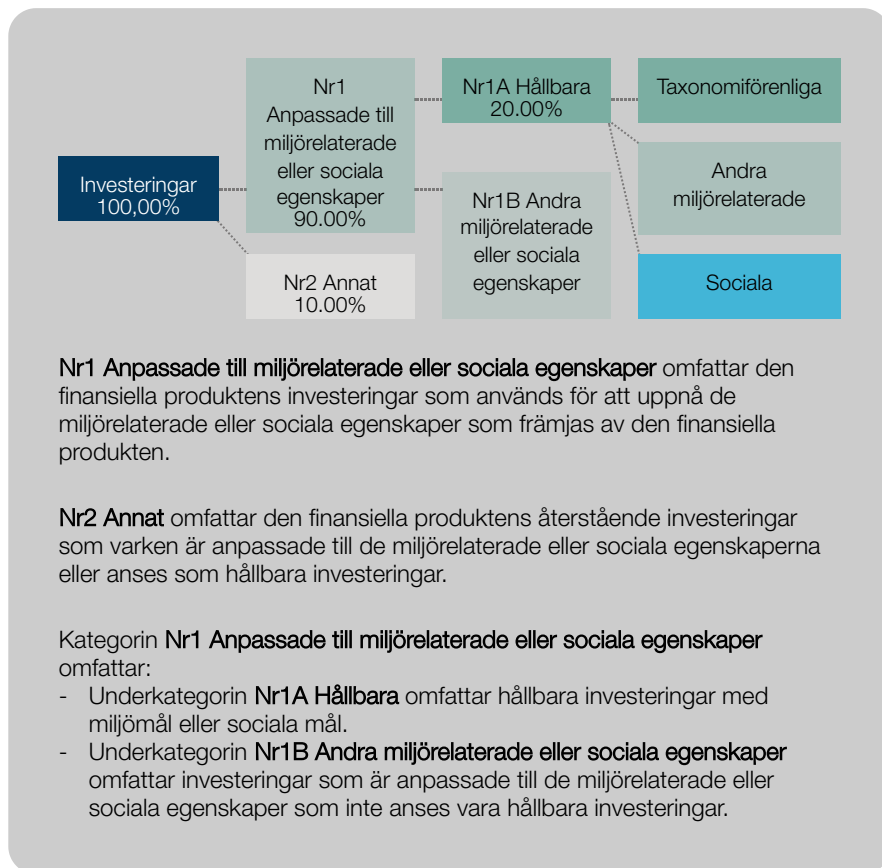 Investeringar
100,00%
Nr1
Anpassade till
miljörelaterade
eller sociala
egenskaper
90.00%
Nr2 Annat
10.00%
Nr1A Hållbara
20.00%
Nr1B Andra
miljörelaterade
eller sociala
egenskaper
Taxonomiförenliga
Andra
miljörelaterade
Sociala
Nr1 Anpassade till miljörelaterade eller sociala egenskaper omfattar den
finansiella produktens investeringar som används för att uppnå de
miljörelaterade eller sociala egenskaper som främjas av den finansiella
produkten.
Nr2 Annat omfattar den finansiella produktens återstående investeringar
som varken är anpassade till de miljörelaterade eller sociala egenskaperna
eller anses som hållbara investeringar.
Kategorin Nr1 Anpassade till miljörelaterade eller sociala egenskaper
omfattar:
- Underkategorin Nr1A Hållbara omfattar hållbara investeringar med
miljömål eller sociala mål.
- Underkategorin Nr1B Andra miljörelaterade eller sociala egenskaper
omfattar investeringar som är anpassade till de miljörelaterade eller
sociala egenskaper som inte anses vara hållbara investeringar.